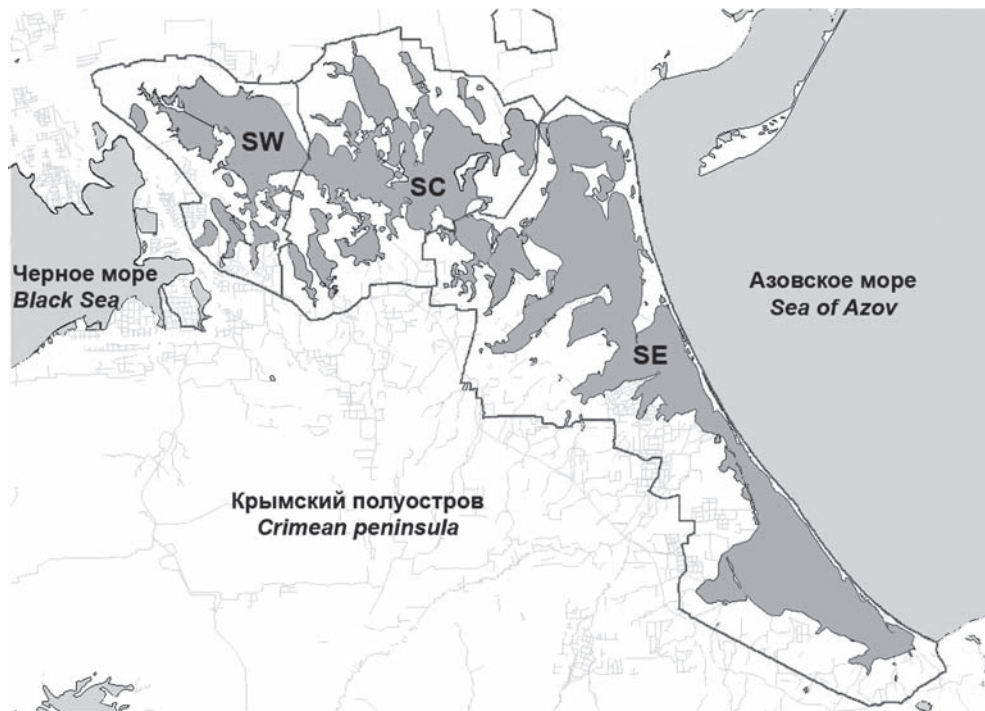 SW
SC
Черное море
Black Sea
Азовское море
Sea of Azov
SE
Крымский полуостров
Crimean peninsula